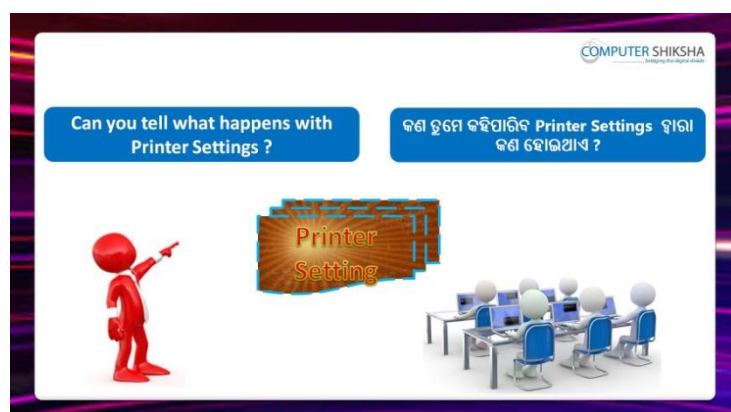 COMPUTER SHIKSHA
.......... bridging the digital divide
Can you tell what happens with
Printer Settings ?
କଣ ତୁମେ କହିପାରିବ Printer Settings ଦ୍ୱାରା
କଣ ହୋଇଥାଏ ?
Printer
Setting